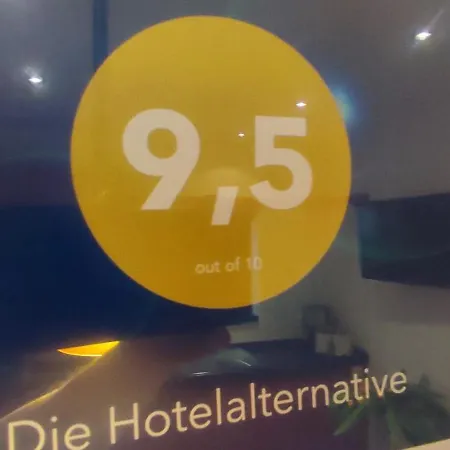 9,5
out of 10
Die Hotelalternative